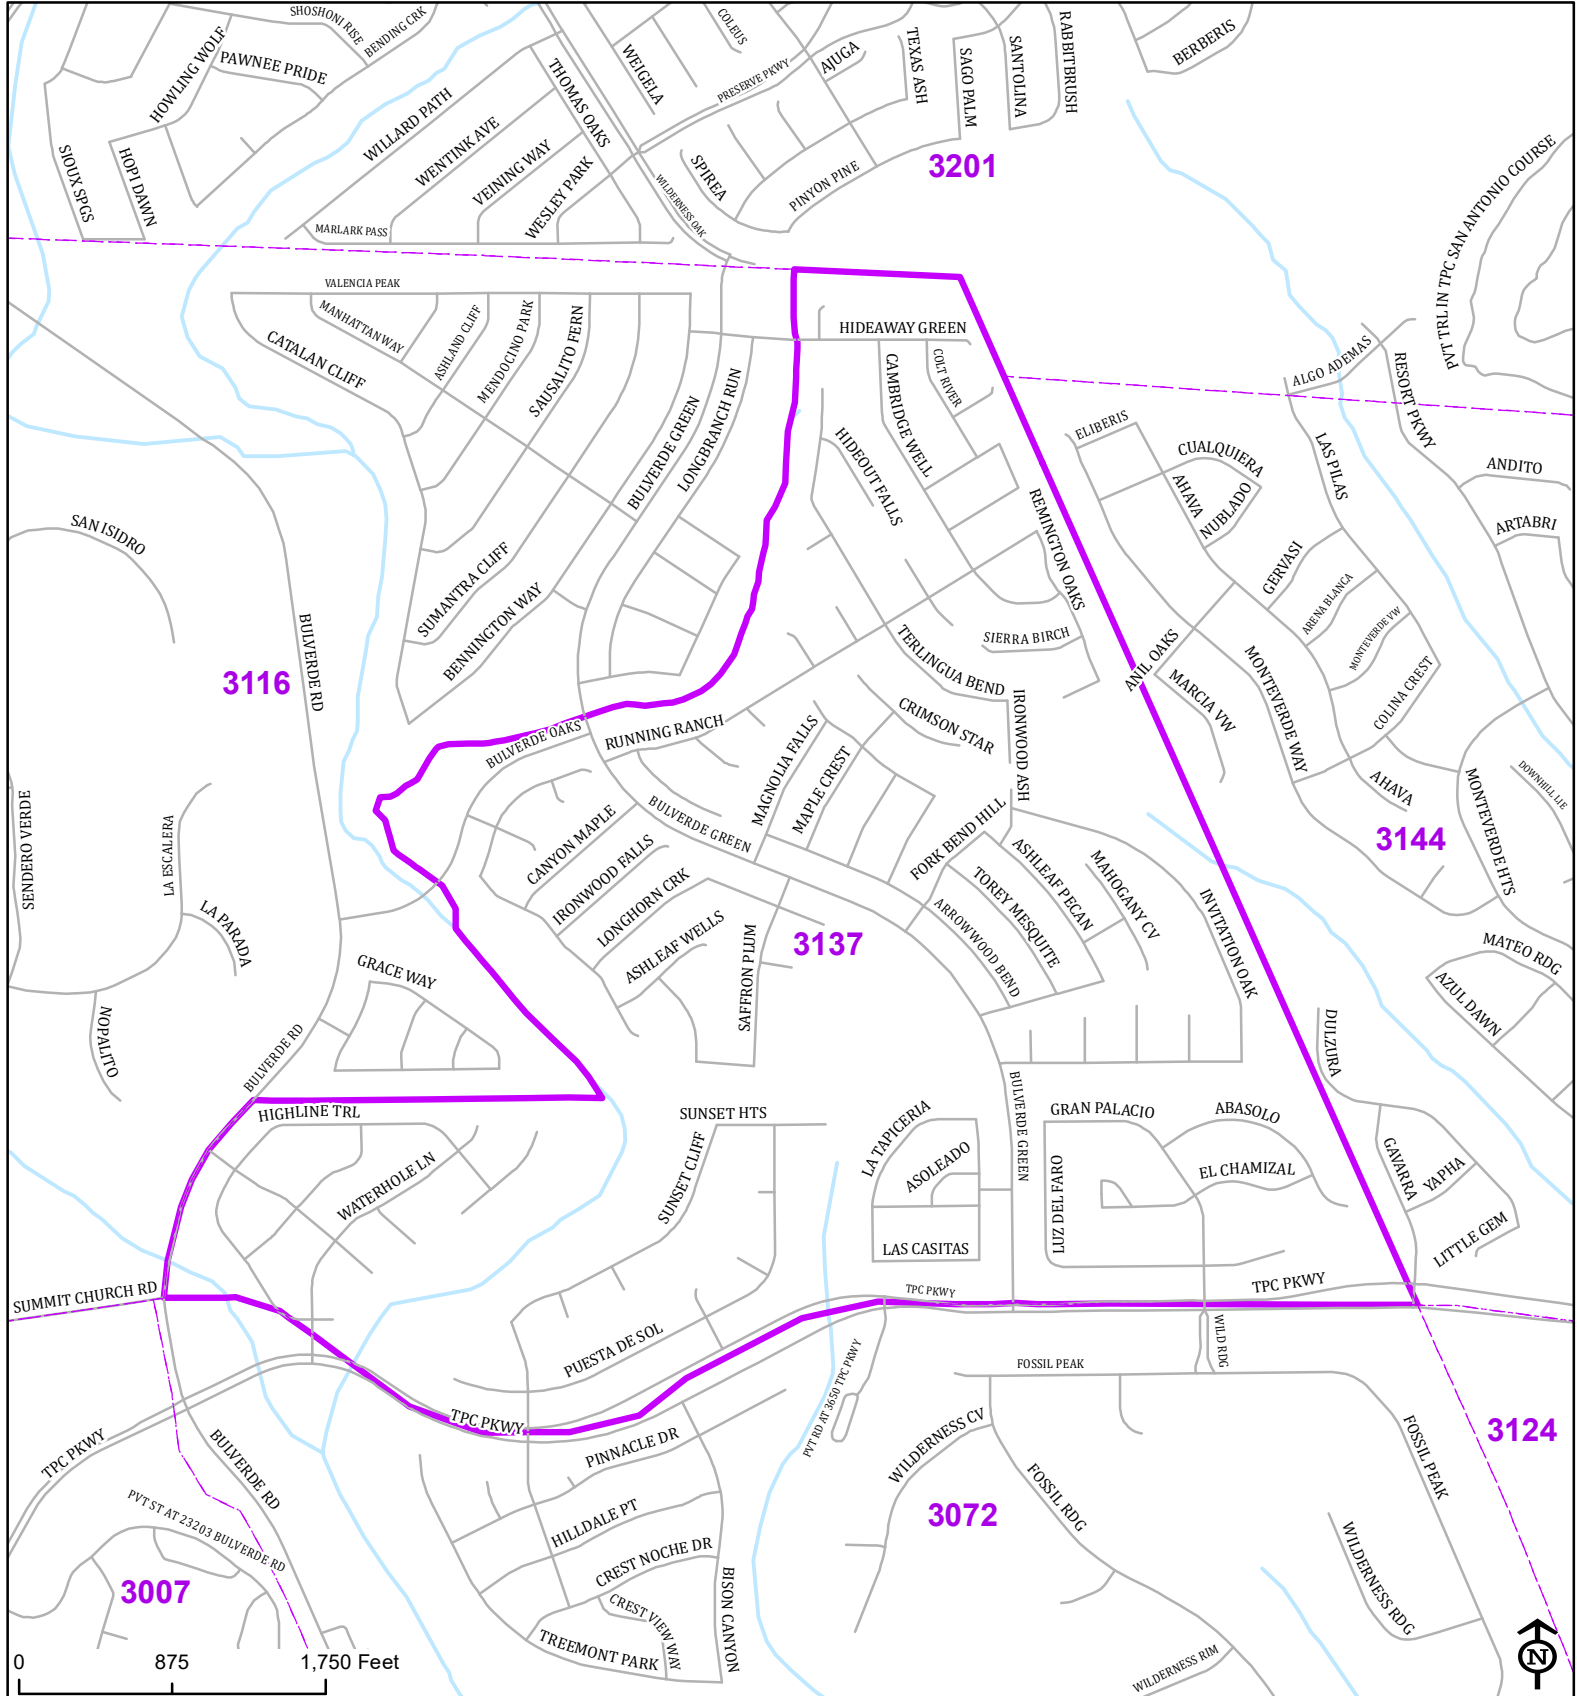 SHOSHONI RISE
BENDING CRK
HOWLING WOLF
PAWNEE PRIDE
COLEUS
WEIGELA
PRESERVE PKWY
AJUGA
TEXAS ASH
SAGO PALM
SANTOLINA
RABBITBRUSH
BERBERIS
THOMAS OAKS
WILLARD PATH
WENTINK AVE
VEINING WAY
WESLEY PARK
SIOUX SPGS
HOPI DAWN
SPIREA
PINYON PINE
3201
WILDERNESS OAK
MARLARK PASS
PVT TRL IN TPC SAN ANTONIO COURSE
VALENCIA PEAK
MANHATTAN WAY
CATALAN CLIFF
ASHLAND CLIFF
MENDOCINO PARK
SAUSALITO FERN
HIDEAWAY GREEN
COLT RIVER
CAMBRIDGE WELL
ALGO ADEMAS
RESORT PKWY
BULVERDE GREEN
LONGBRANCH RUN
HIDEOUT FALLS
ELIBERIS
CUALQUIERA
LAS PILAS
ANDITO
AHAVA
NUBLADO
ARTABRI
SAN ISIDRO
REMINGTON OAKS
GERVASI
ARENA BLANCA
MONTEVERDE VW
SUMANTRA CLIFF
BENNINGTON WAY
BULVERDE RD
3116
TERLINGUA BEND
SIERRA BIRCH
ANIL OAKS
MARCIA VW
MONTEVERDE WAY
COLINA CREST
BULVERDE OAKS
RUNNING RANCH
CRIMSON STAR
IRONWOOD ASH
MAGNOLIA FALLS
MAPLE CREST
BULVERDE GREEN
AHAVA
MONTEVERDE HTS
DOWNHILL LIE
3144
SENDERO VERDE
LA ESCALERA
LA PARADA
CANYON MAPLE
IRONWOOD FALLS
LONGHORN CRK
ASHLEAF WELLS
SAFFRON PLUM
3137
FORK BEND HILL
ASHLEAF PECAN
TOREY MESQUITE
ARROWWOOD BEND
MAHOGANY CV
INVITATION OAK
MATEO RDG
AZUL DAWN
GRACE WAY
NOPALITO
BULVERDE RD
HIGHLINE TRL
DULZURA
BULVERDE GREEN
SUNSET HTS
SUNSET CLIFF
LA TAPICERIA
ASOLEADO
LAS CASITAS
GRAN PALACIO
ABASOLO
LUZ DEL FARO
EL CHAMIZAL
GAVARRA
YAPHA
LITTLE GEM
WATERHOLE LN
SUMMIT CHURCH RD
TPC PKWY
TPC PKWY
PUESTA DE SOL
PVT RD AT 3650 TPC PKWY
WILD RDG
FOSSIL PEAK
TPC PKWY
PINNACLE DR
TPC PKWY
BULVERDE RD
PVT ST AT 23203 BULVERDE RD
3007
HILLDALE PT
CREST NOCHE DR
CREST VIEW WAY
BISON CANYON
TREEMONT PARK
WILDERNESS CV
FOSSIL RDG
3072
FOSSIL PEAK
3124
WILDERNESS RDG
WILDERNESS RIM
0 875 1,750 Feet
N